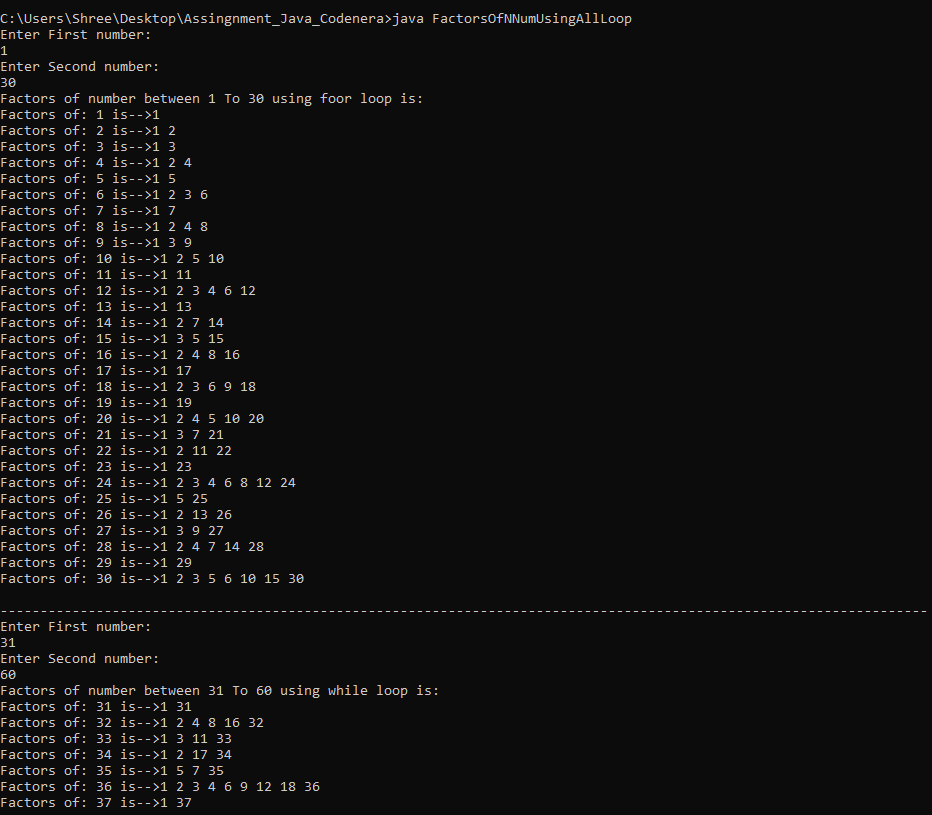 C:\Users\Shree\Desktop\Assingnment_Java_Codenera>java FactorsOfNNumUsingAllLoop
Enter First number:
1
Enter Second number:
30
Factors of number between 1 To 30 using foor loop is:
Factors of: 1 is-->1
Factors of: 2 is-->1 2
Factors of: 3 is-->1 3
Factors of: 4 is-->1 2 4
Factors of: 5 is-->1 5
Factors of: 6 is-->1 2 3 6
Factors of: 7 is-->1 7
Factors of: 8 is-->1 2 4 8
Factors of: 9 is-->1 3 9
Factors of: 10 is-->1 2 5 10
Factors of: 11 is-->1 11
Factors of: 12 is-->1 2 3 4 6 12
Factors of: 13 is-->1 13
Factors of: 14 is-->1 2 7 14
Factors of: 15 is-->1 3 5 15
Factors of: 16 is-->1 2 4 8 16
Factors of: 17 is-->1 17
Factors of: 18 is-->1 2 3 6 9 18
Factors of: 19 is-->1 19
Factors of: 20 is-->1 2 4 5 10 20
Factors of: 21 is-->1 3 7 21
Factors of: 22 is-->1 2 11 22
Factors of: 23 is-->1 23
Factors of: 24 is-->1 2 3 4 6 8 12 24
Factors of: 25 is-->1 5 25
Factors of: 26 is-->1 2 13 26
Factors of: 27 is-->1 3 9 27
Factors of: 28 is-->1 2 4 7 14 28
Factors of: 29 is-->1 29
Factors of: 30 is-->1 2 3 5 6 10 15 30
--------------------------------------------------------------------------------------------------------------------
Enter First number:
31
Enter Second number:
60
Factors of number between 31 To 60 using while loop is:
Factors of: 31 is-->1 31
Factors of: 32 is-->1 2 4 8 16 32
Factors of: 33 is-->1 3 11 33
Factors of: 34 is-->1 2 17 34
Factors of: 35 is-->1 5 7 35
Factors of: 36 is-->1 2 3 4 6 9 12 18 36
Factors of: 37 is-->1 37